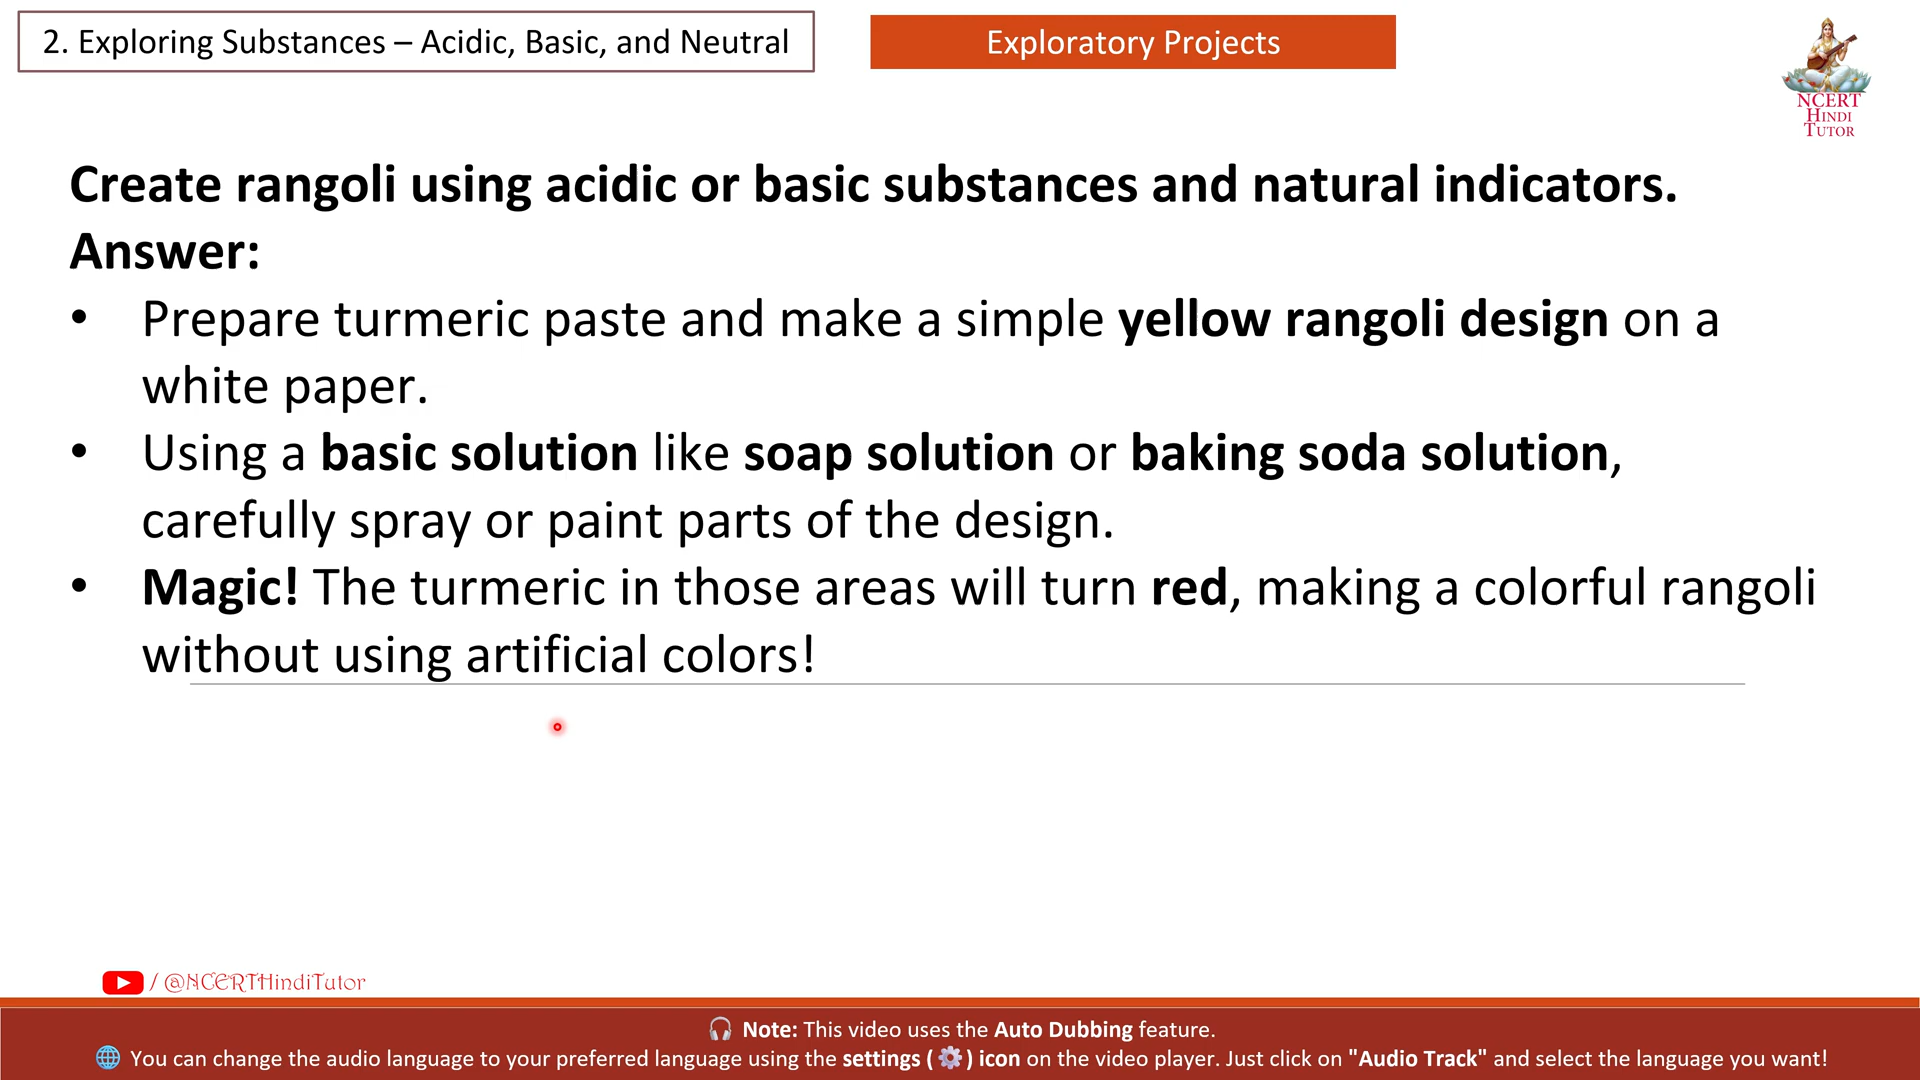 2. Exploring Substances – Acidic, Basic, and Neutral
Exploratory Projects
NCERT
HINDI
TUTOR
Create rangoli using acidic or basic substances and natural indicators.
Answer:
• Prepare turmeric paste and make a simple yellow rangoli design on a
white paper.
• Using a basic solution like soap solution or baking soda solution,
carefully spray or paint parts of the design.
• Magic! The turmeric in those areas will turn red, making a colorful rangoli
without using artificial colors!
/ @NCERTHindiTutor
🎧 Note: This video uses the Auto Dubbing feature.
🌐 You can change the audio language to your preferred language using the settings ( ⚙️ ) icon on the video player. Just click on "Audio Track" and select the language you want!